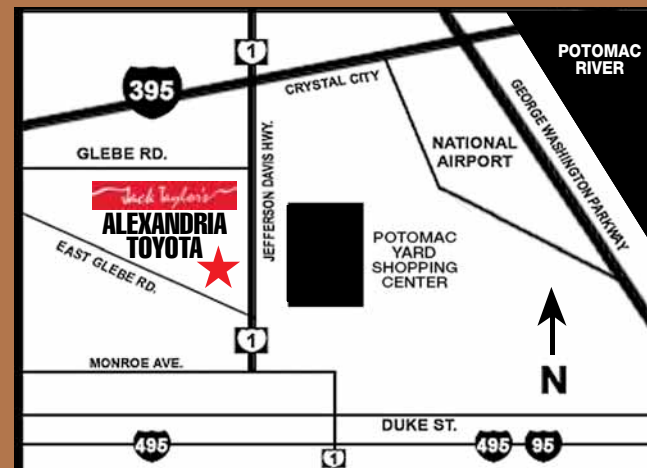 1
POTOMAC
RIVER
395
CRYSTAL CITY
GEORGE WASHINGTON PARKWAY
JEFFERSON DAVIS HWY.
GLEBE RD.
NATIONAL
AIRPORT
Jack Taylor's
ALEXANDRIA
TOYOTA
EAST GLEBE RD.
POTOMAC
YARD
SHOPPING
CENTER
1
MONROE AVE.
N
DUKE ST.
495
1
495
95